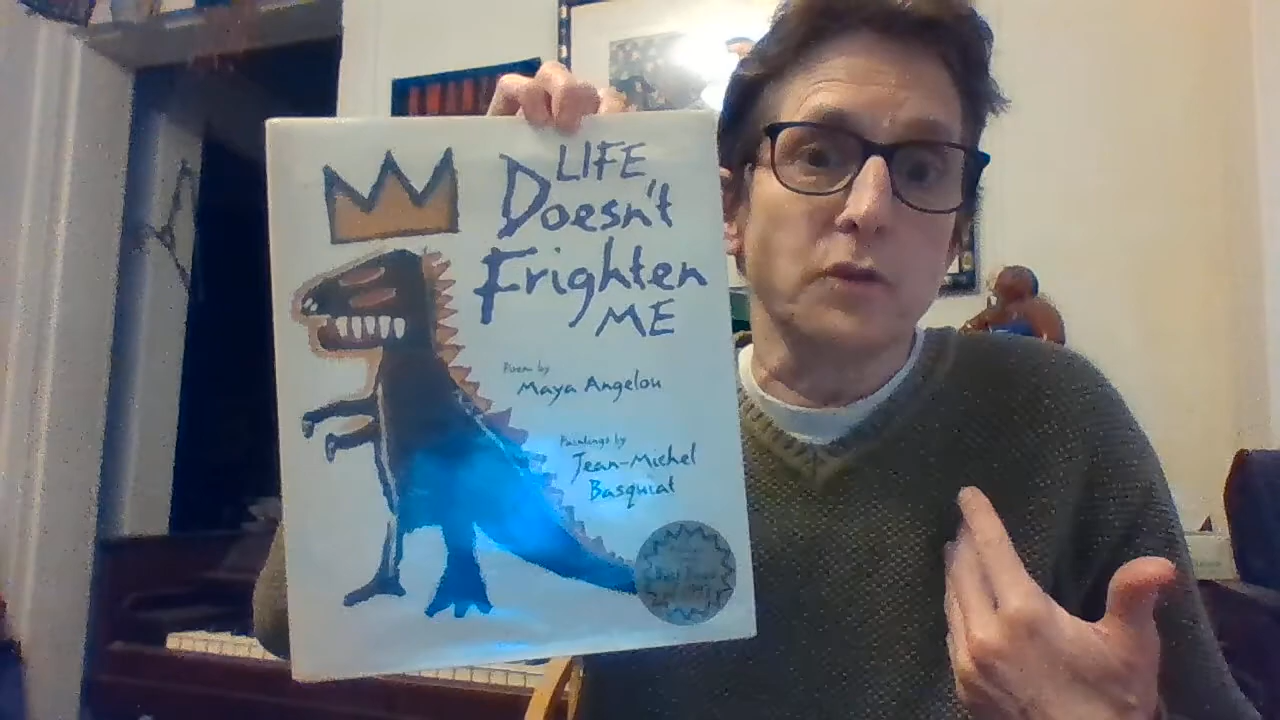 LIFE
Doesn't
Frighten
ME
Poem by
Maya Angelou
Paintings by
Jean-Michel
Basquiat